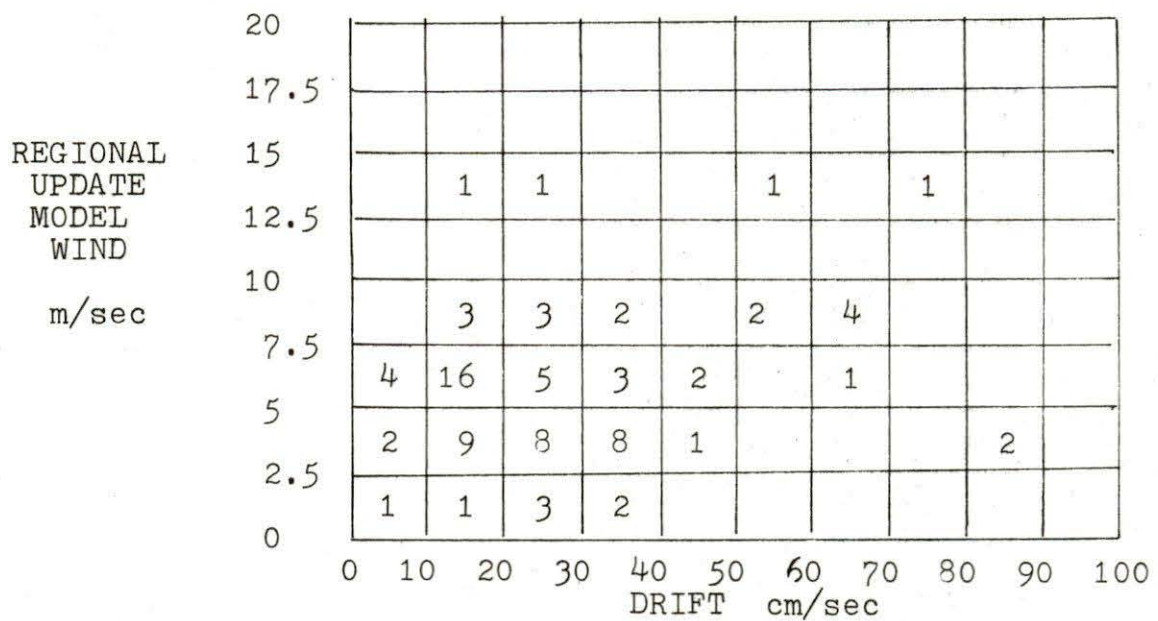 20
17.5
REGIONAL 15
UPDATE 1 1 1 1
MODEL 12.5
WIND
10
m/sec 3 3 2 2 4
7.5
4 16 5 3 2 1
5
2 9 8 8 1 2
2.5
1 1 3 2
0
0 10 20 30 40 50 60 70 80 90 100
DRIFT cm/sec